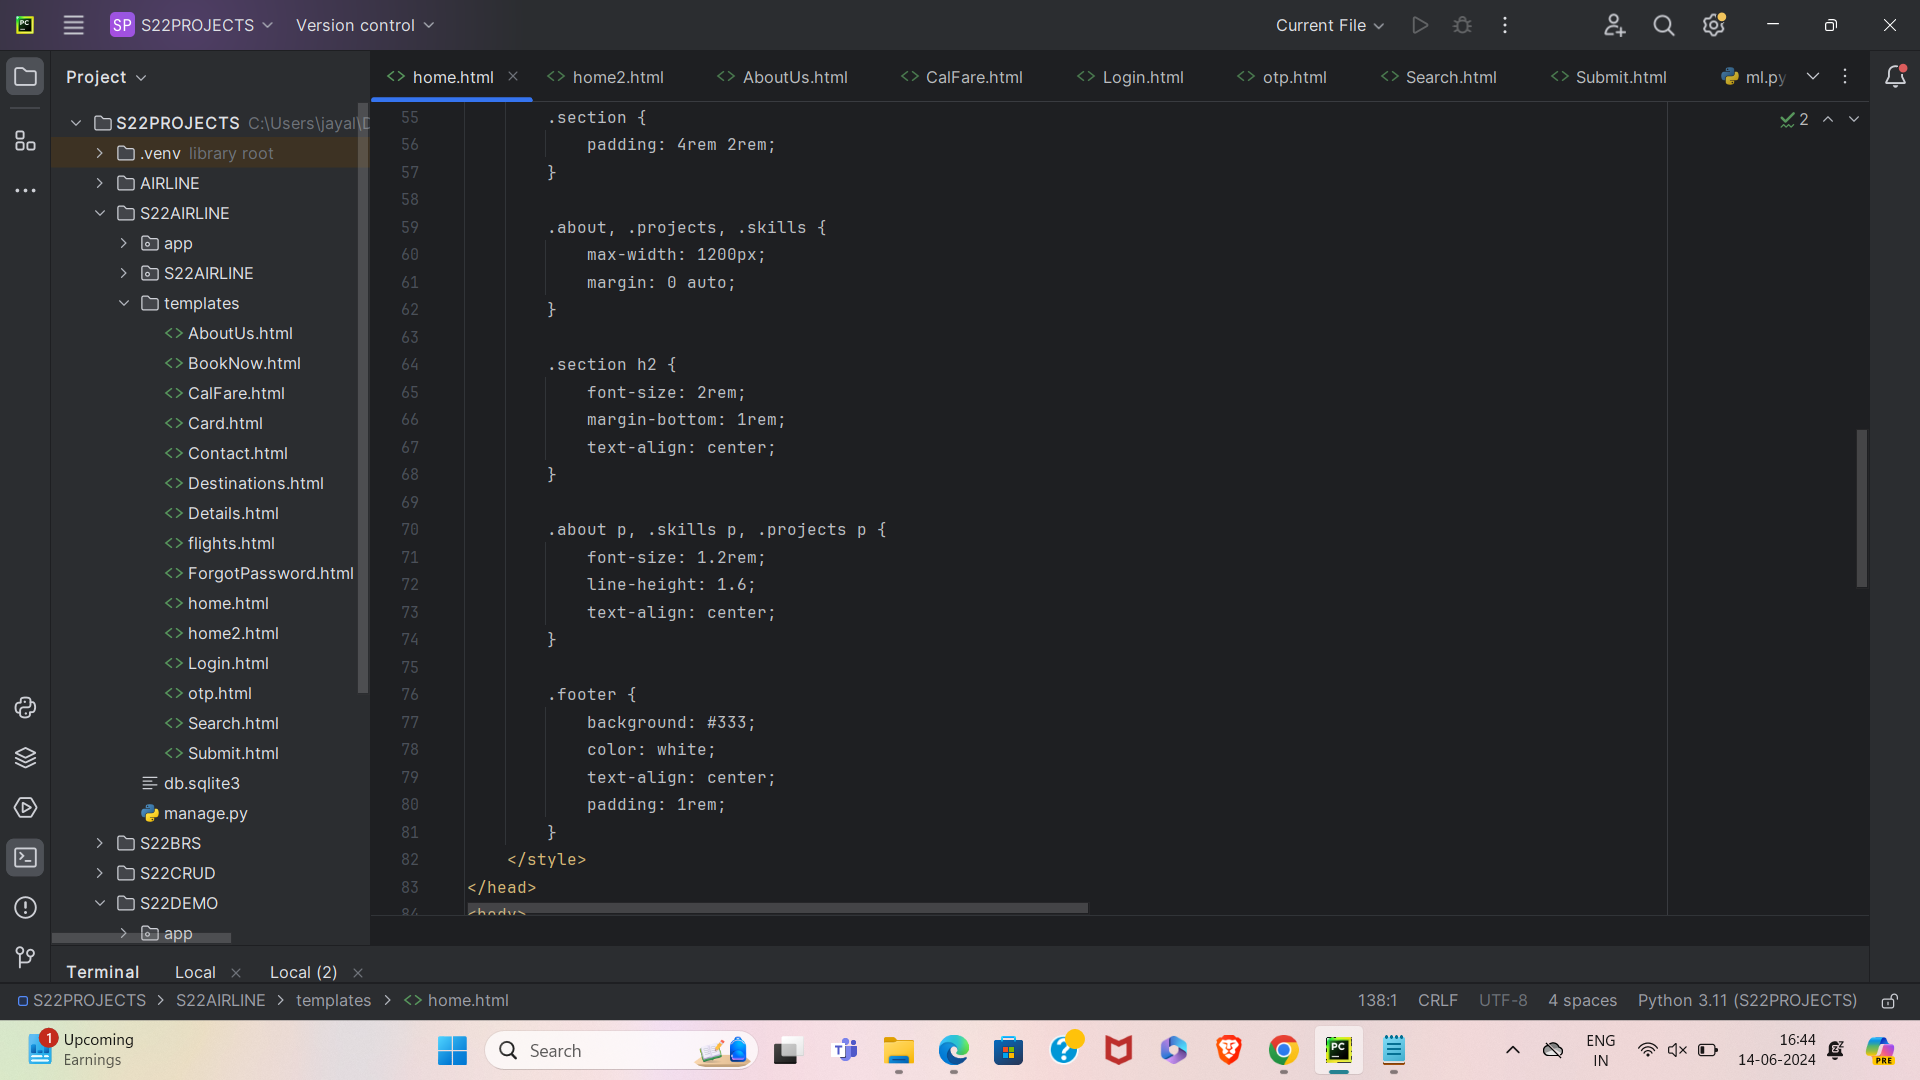 SP S22PROJECTS Version control Current File
Project
home.html home2.html AboutUs.html CalFare.html Login.html otp.html Search.html Submit.html ml.py
S22PROJECTS C:\Users\jayal\
.venv library root
AIRLINE
S22AIRLINE
app
S22AIRLINE
templates
AboutUs.html
BookNow.html
CalFare.html
Card.html
Contact.html
Destinations.html
Details.html
flights.html
ForgotPassword.html
home.html
home2.html
Login.html
otp.html
Search.html
Submit.html
db.sqlite3
manage.py
S22BRS
S22CRUD
S22DEMO
app
2
55 .section {
56 padding: 4rem 2rem;
57 }
58
59 .about, .projects, .skills {
60 max-width: 1200px;
61 margin: 0 auto;
62 }
63
64 .section h2 {
65 font-size: 2rem;
66 margin-bottom: 1rem;
67 text-align: center;
68 }
69
70 .about p, .skills p, .projects p {
71 font-size: 1.2rem;
72 line-height: 1.6;
73 text-align: center;
74 }
75
76 .footer {
77 background: #333;
78 color: white;
79 text-align: center;
80 padding: 1rem;
81 }
82 </style>
83 </head>
84 <body>
Terminal Local Local (2)
S22PROJECTS > S22AIRLINE > templates > home.html 138:1 CRLF UTF-8 4 spaces Python 3.11 (S22PROJECTS)
1 Upcoming
Earnings
Search
ENG
IN
16:44
14-06-2024
PRE